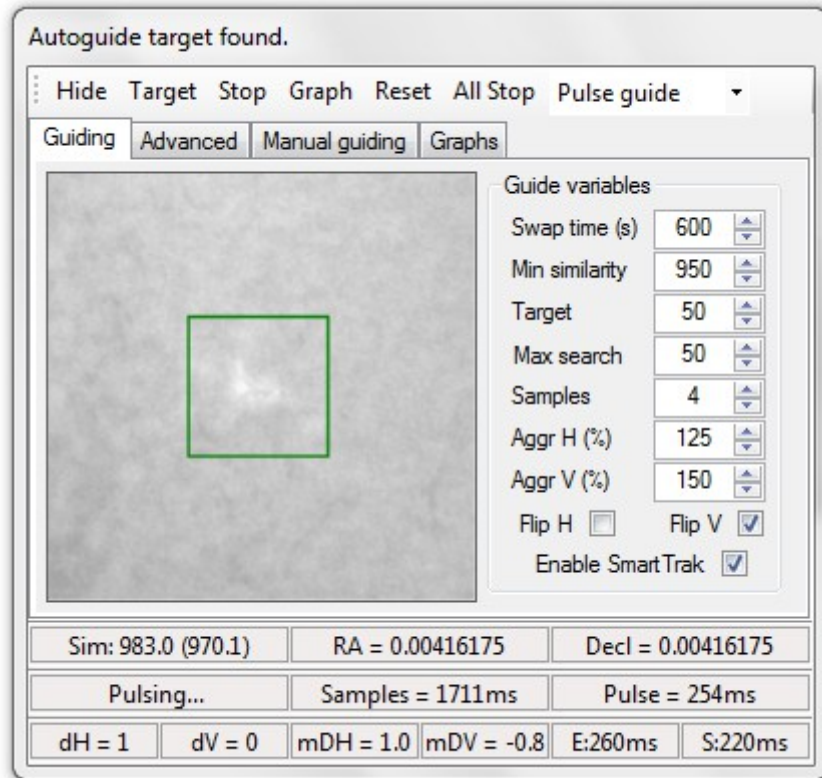 Autoguide target found.
Hide Target Stop Graph Reset All Stop Pulse guide
Guiding Advanced Manual guiding Graphs
Guide variables
Swap time (s) 600
Min similarity 950
Target 50
Max search 50
Samples 4
Aggr H (%) 125
Aggr V (%) 150
Flip H Flip V
Enable SmartTrak
Sim: 983.0 (970.1) RA = 0.00416175 Decl = 0.00416175
Pulsing... Samples = 1711ms Pulse = 254ms
dH = 1 dV = 0 mDH = 1.0 mDV = -0.8 E:260ms S:220ms